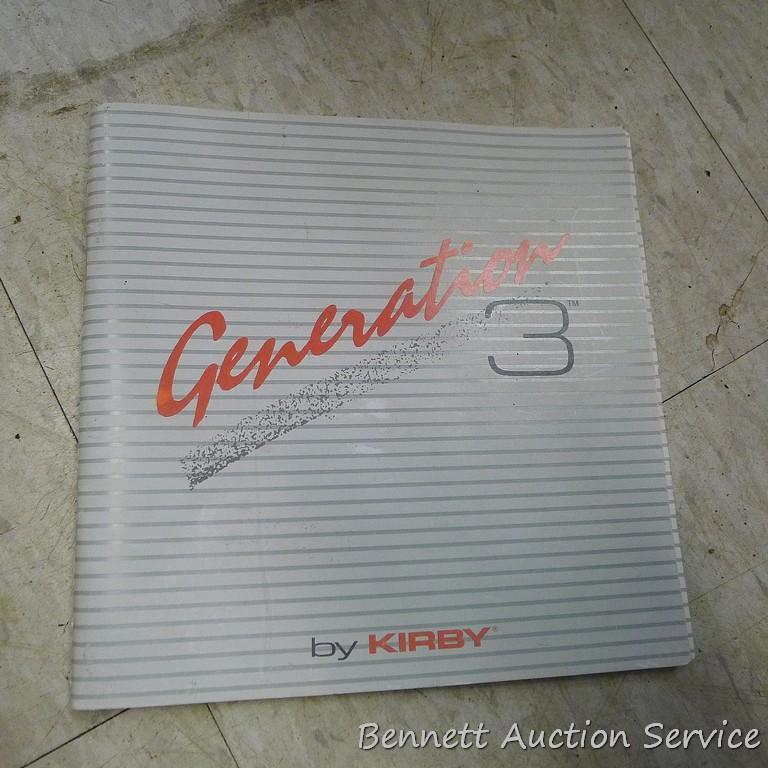 Generation
3™
by KIRBY®
Bennett Auction Service